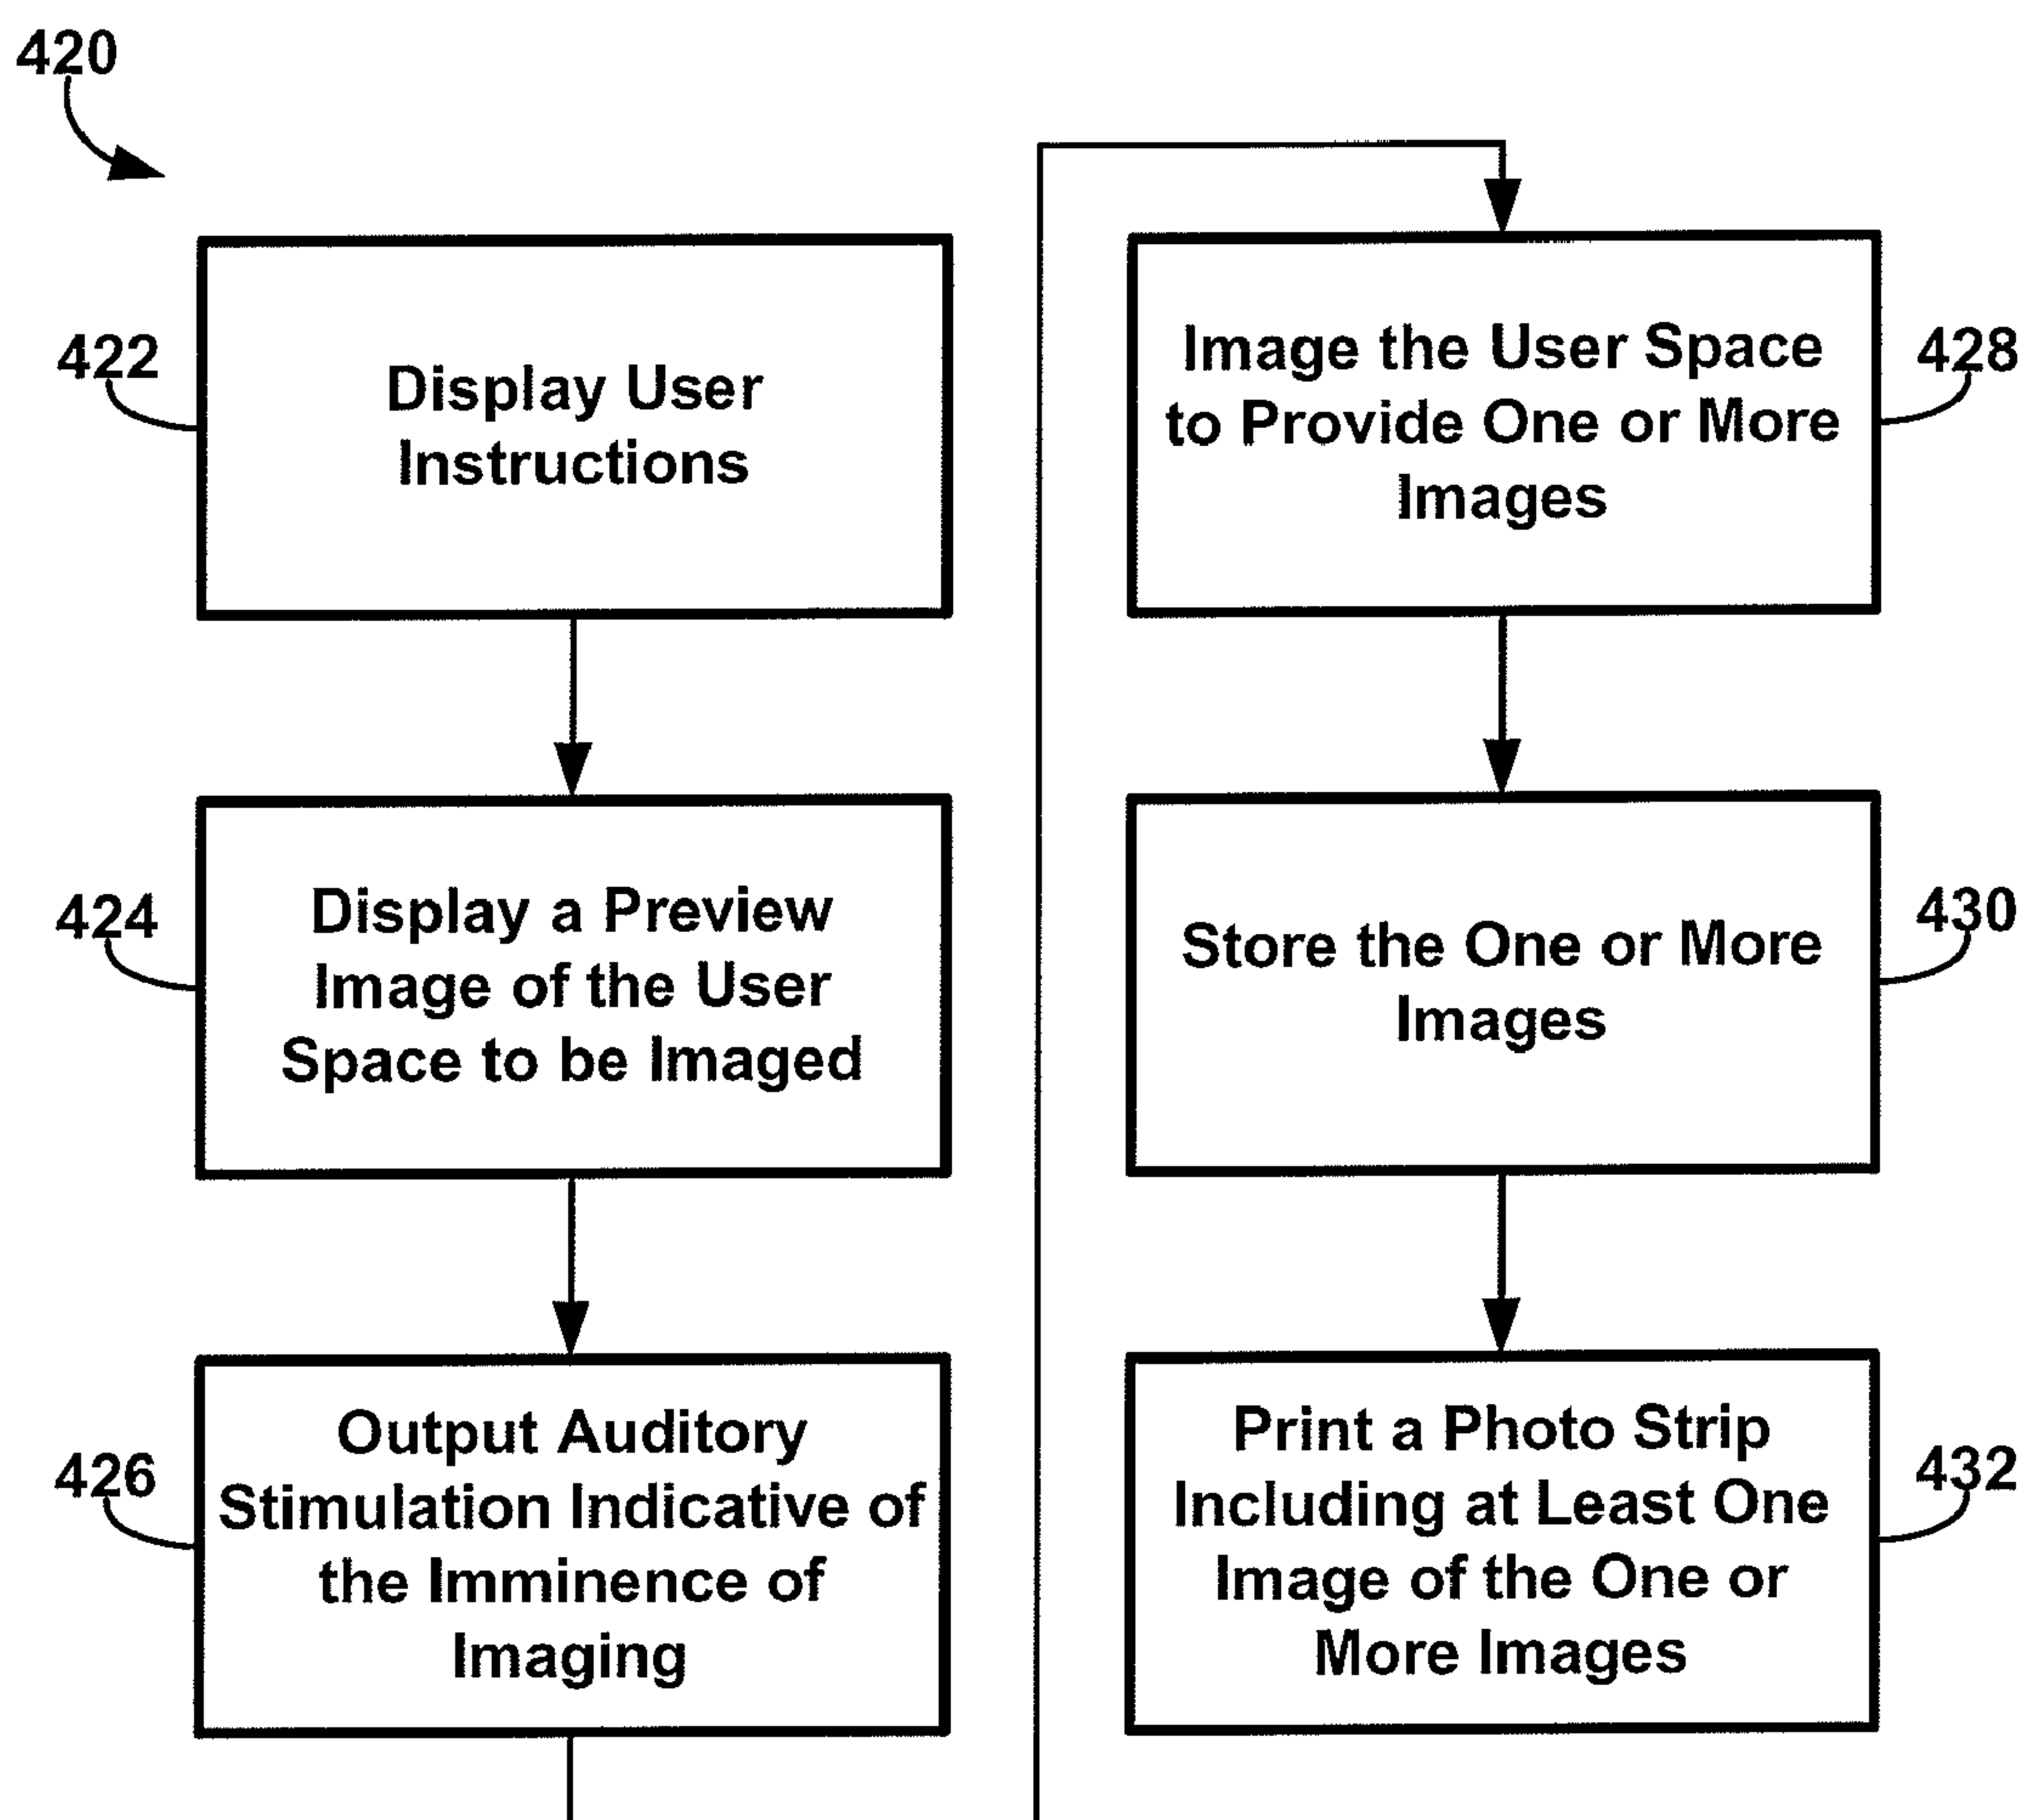 420
422
Display User
Instructions
424
Display a Preview
Image of the User
Space to be Imaged
426
Output Auditory
Stimulation Indicative of
the Imminence of
Imaging
Image the User Space
to Provide One or More
Images
428
Store the One or More
Images
430
Print a Photo Strip
Including at Least One
Image of the One or
More Images
432